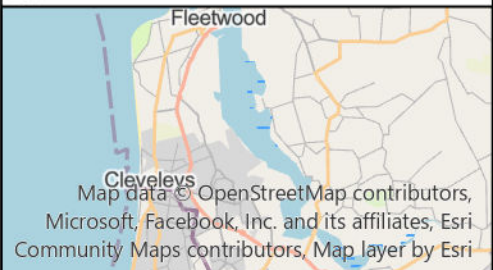 Fleetwood
Cleveleys
Map data © OpenStreetMap contributors,
Microsoft, Facebook, Inc. and its affiliates, Esri
Community Maps contributors, Map layer by Esri